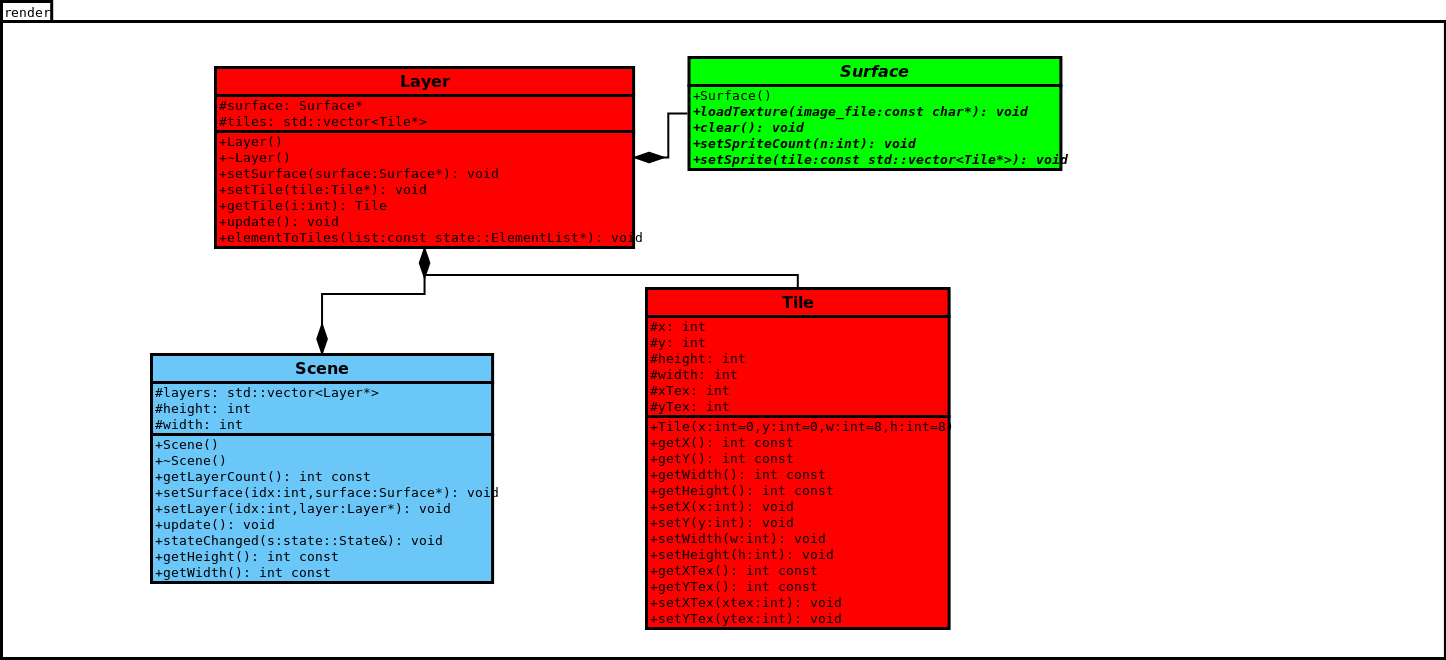 render
Layer
#surface: Surface*
#tiles: std::vector<Tile*>
+Layer()
+~Layer()
+setSurface(surface:Surface*): void
+setTile(tile:Tile*): void
+getTile(i:int): Tile
+update(): void
+elementToTiles(list:const state::ElementList*): void
Surface
+Surface()
+loadTexture(image_file:const char*): void
+clear(): void
+setSpriteCount(n:int): void
+setSprite(tile:const std::vector<Tile*>): void
Scene
#layers: std::vector<Layer*>
#height: int
#width: int
+Scene()
+~Scene()
+getLayerCount(): int const
+setSurface(idx:int,surface:Surface*): void
+setLayer(idx:int,layer:Layer*): void
+update(): void
+stateChanged(s:state::State&): void
+getHeight(): int const
+getWidth(): int const
Tile
#x: int
#y: int
#height: int
#width: int
#xTex: int
#yTex: int
+Tile(x:int=0,y:int=0,w:int=8,h:int=8)
+getX(): int const
+getY(): int const
+getWidth(): int const
+getHeight(): int const
+setX(x:int): void
+setY(y:int): void
+setWidth(w:int): void
+setHeight(h:int): void
+getXTex(): int const
+getYTex(): int const
+setXTex(xtex:int): void
+setYTex(ytex:int): void